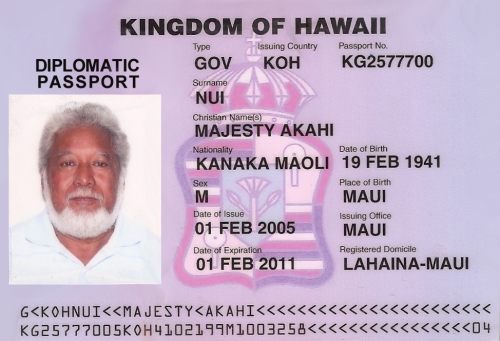 KINGDOM OF HAWAII
DIPLOMATIC
PASSPORT
Type Issuing Country Passport No.
GOV KOH KG2577700
Surname
NUI
Christian Name(s)
MAJESTY AKAHI
Nationality Date of Birth
KANAKA MAOLI 19 FEB 1941
Sex Place of Birth
M MAUI
Date of Issue Issuing Office
01 FEB 2005 MAUI
Date of Expiration Registered Domicile
01 FEB 2011 LAHAINA-MAUI
G<KOHNUI<<MAJESTY<AKAHI<<<<<<<<<<<<<<<<<<<<<
KG25777005KOH4102199M1003258<<<<<<<<<<<<<<04